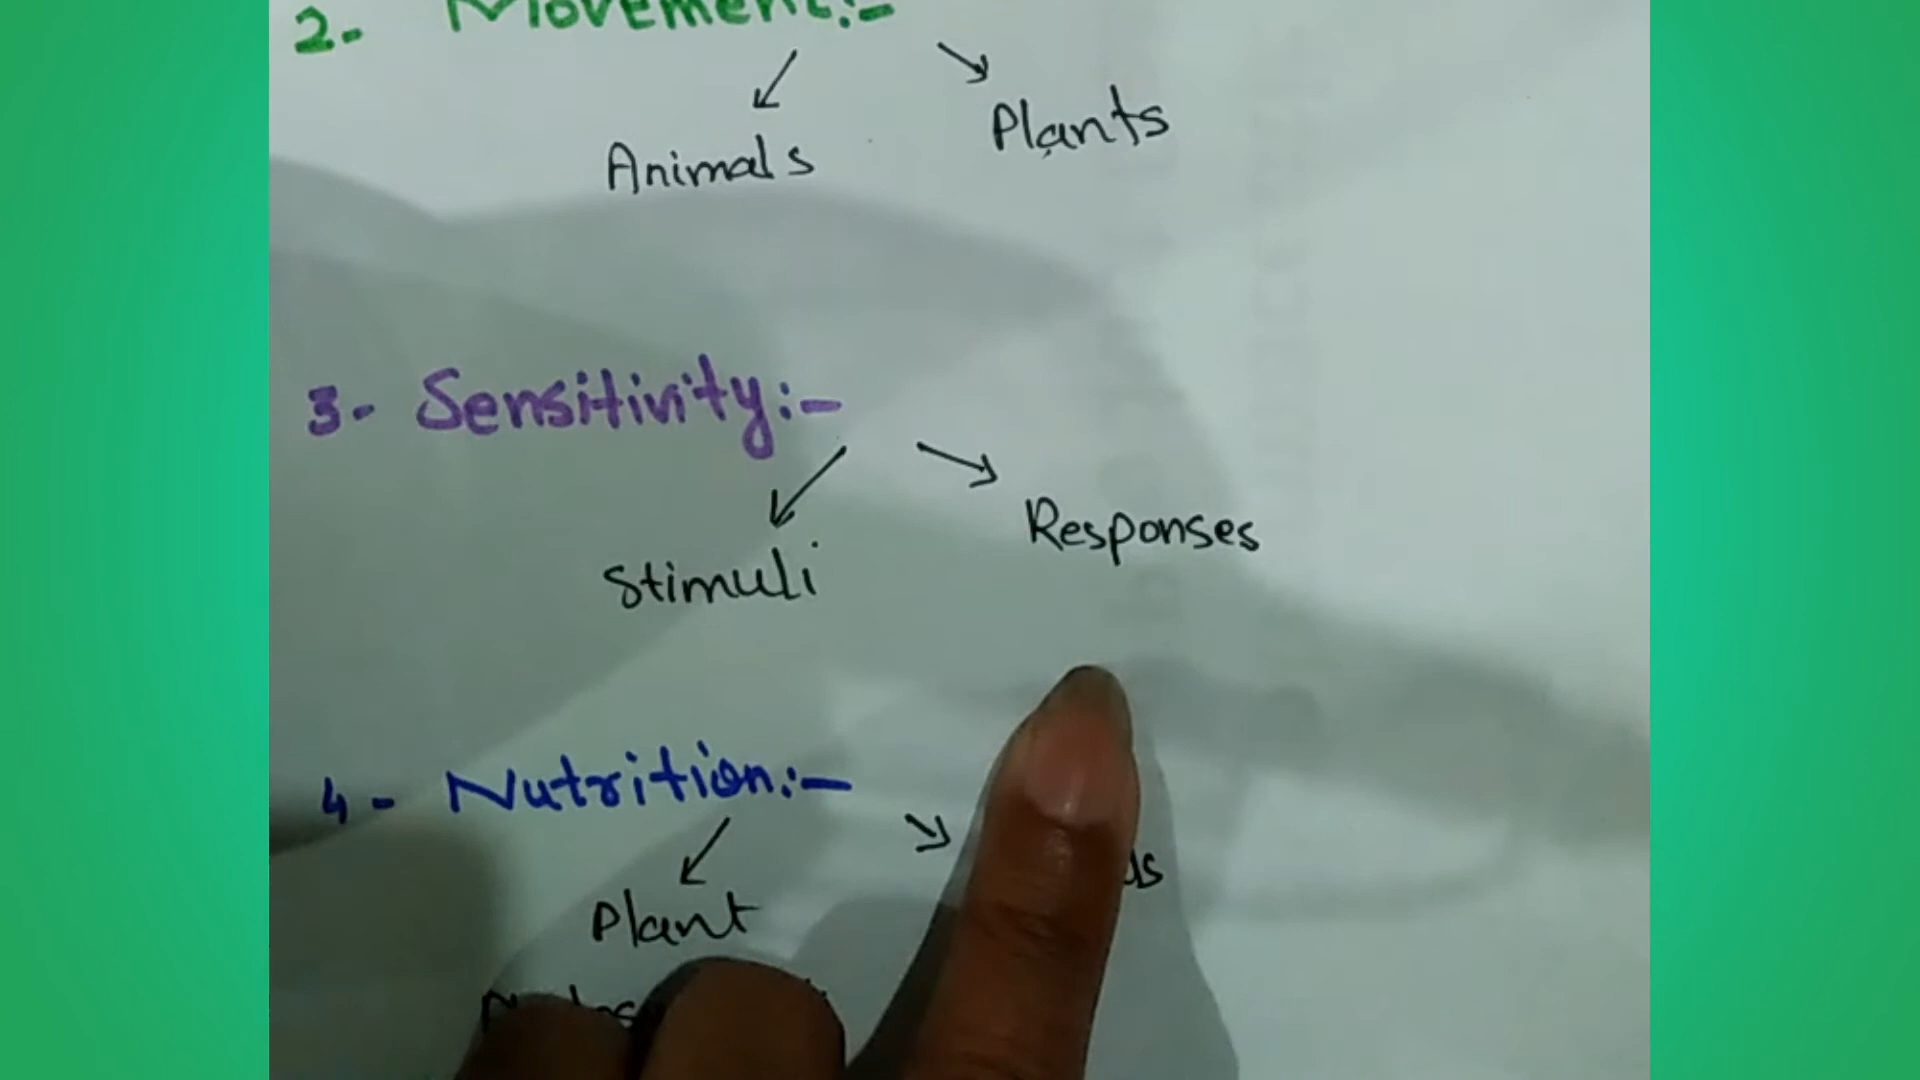 2- Movement:-
Animals
Plants
3- Sensitivity:-
Stimuli
Responses
4- Nutrition:-
Plant